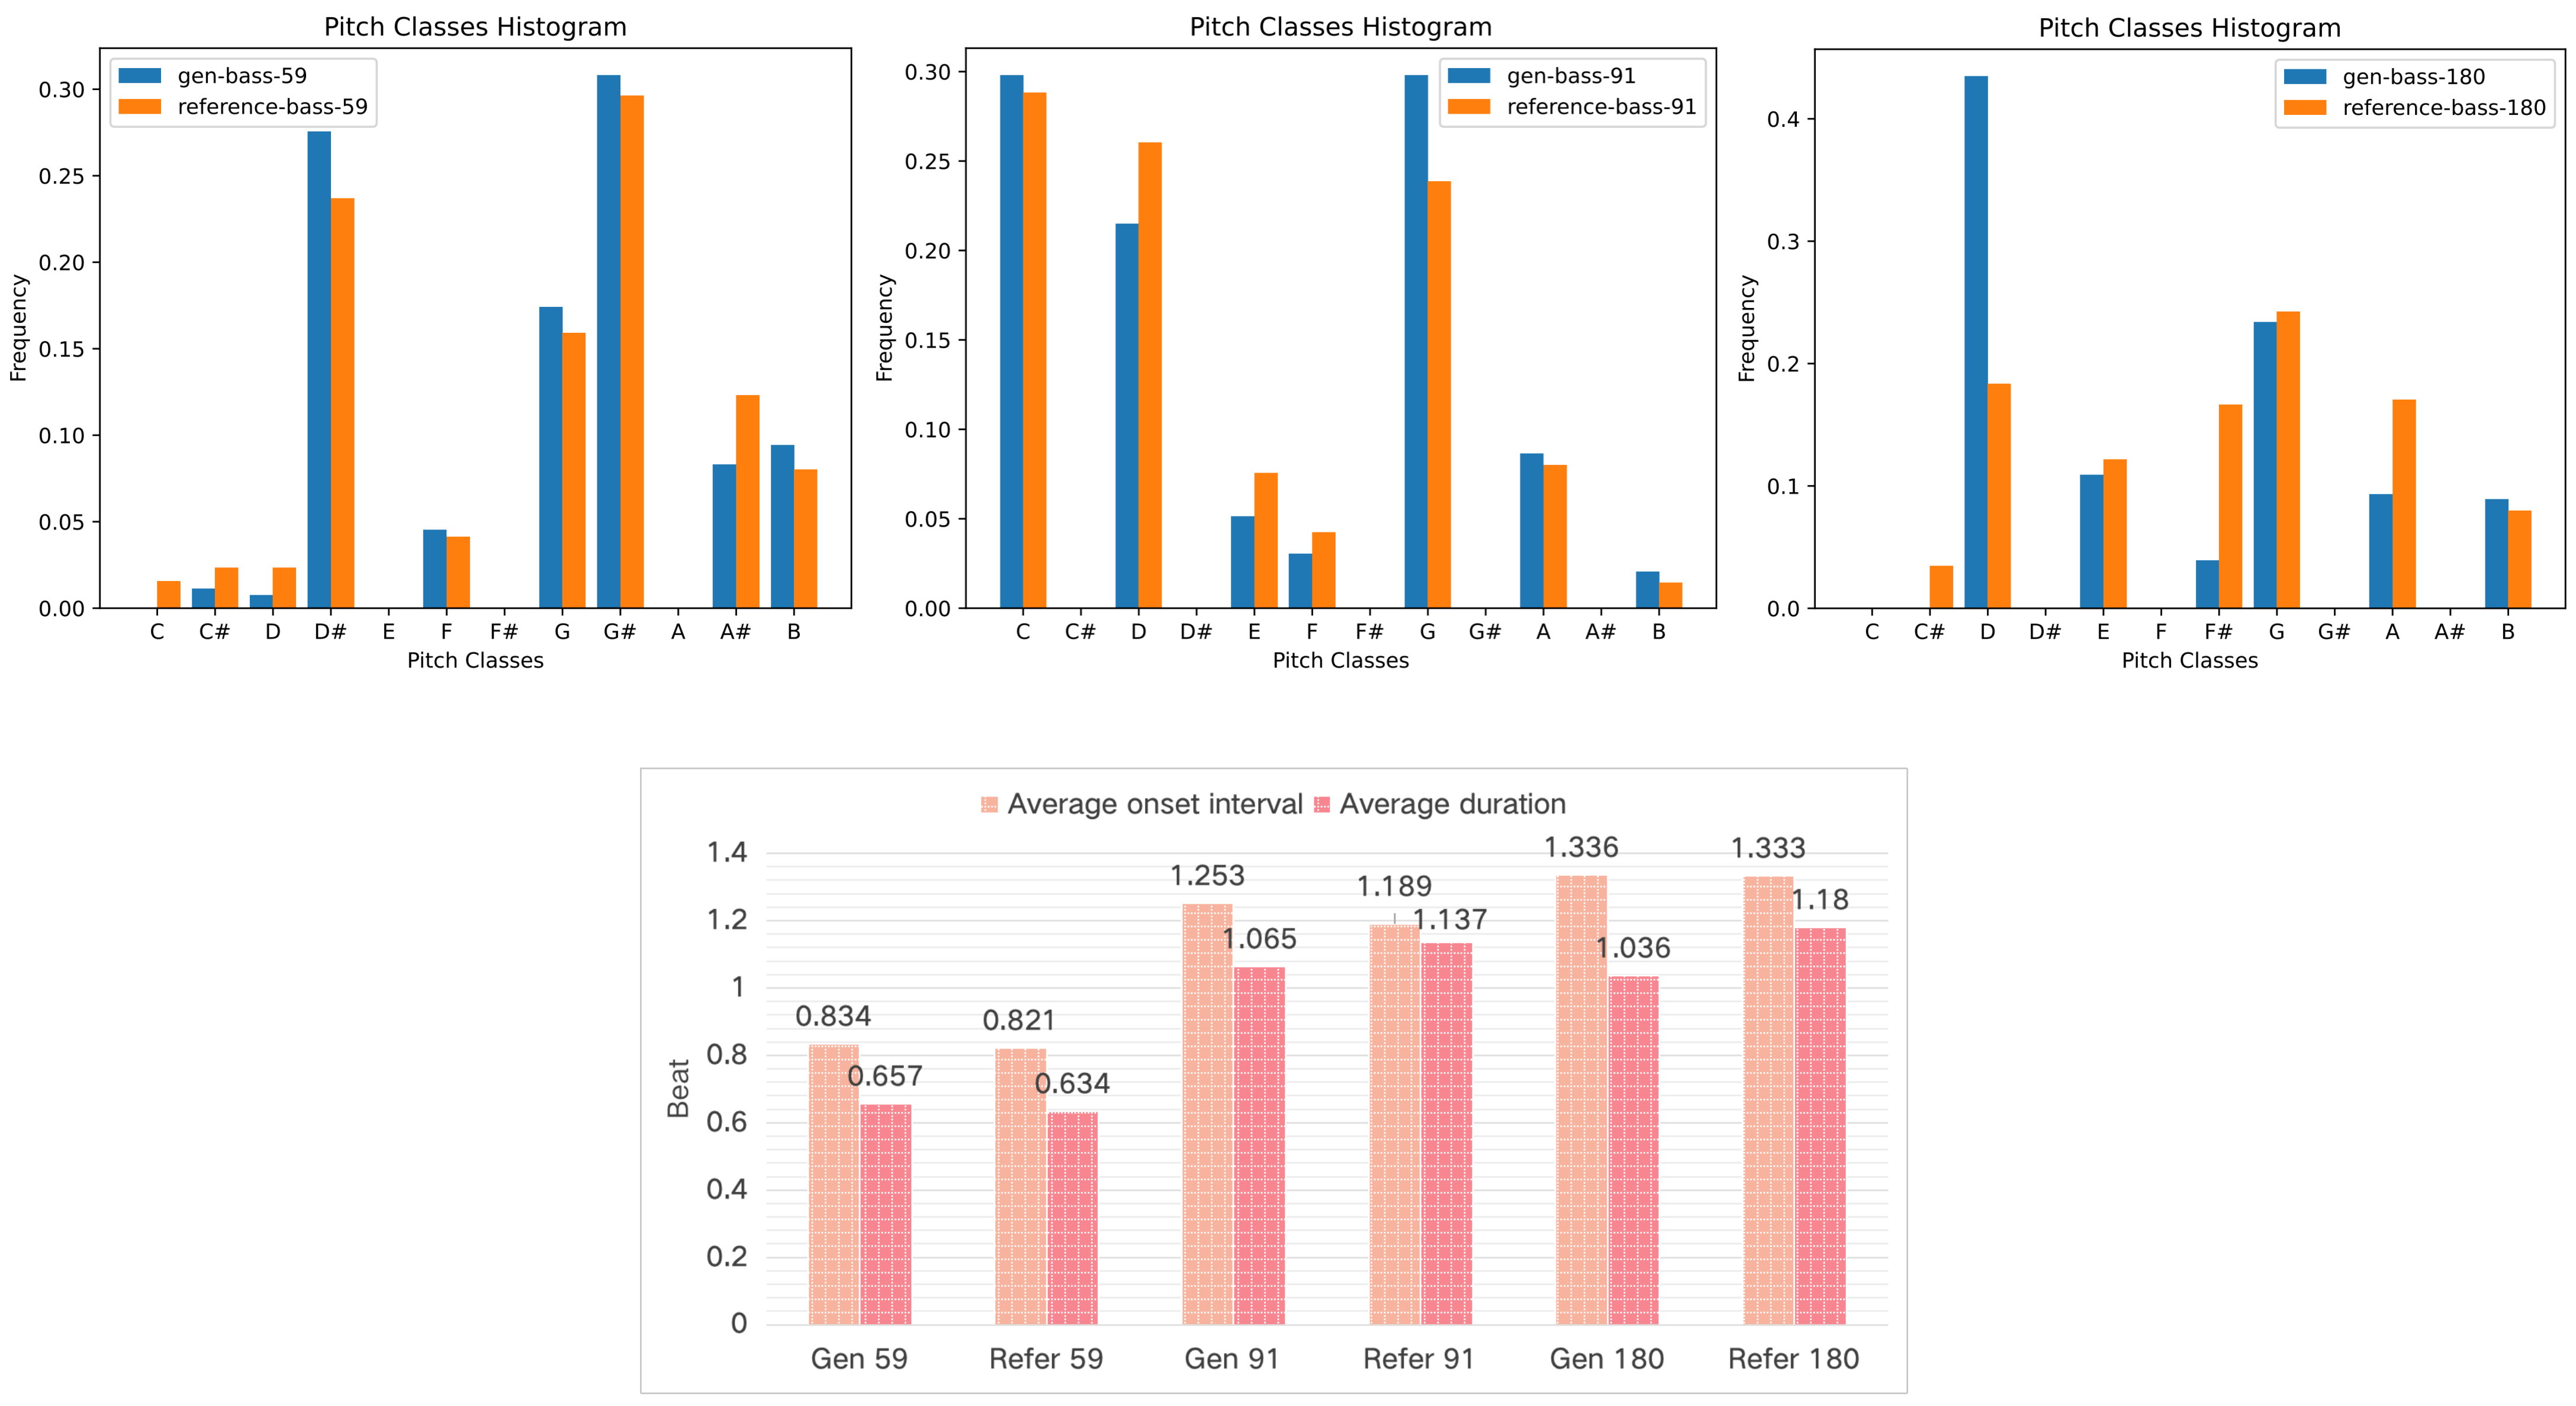 Pitch Classes Histogram
gen-bass-59
reference-bass-59
Frequency
0.30
0.25
0.20
0.15
0.10
0.05
0.00
C C# D D# E F F# G G# A A# B
Pitch Classes
Pitch Classes Histogram
gen-bass-91
reference-bass-91
Frequency
0.30
0.25
0.20
0.15
0.10
0.05
0.00
C C# D D# E F F# G G# A A# B
Pitch Classes
Pitch Classes Histogram
gen-bass-180
reference-bass-180
Frequency
0.4
0.3
0.2
0.1
0.0
C C# D D# E F F# G G# A A# B
Pitch Classes
Average onset interval Average duration
Beat
1.4
1.2
1
0.8
0.6
0.4
0.2
0
0.834
0.657
0.821
0.634
1.253
1.065
1.189
1.137
1.336
1.036
1.333
1.18
Gen 59 Refer 59 Gen 91 Refer 91 Gen 180 Refer 180